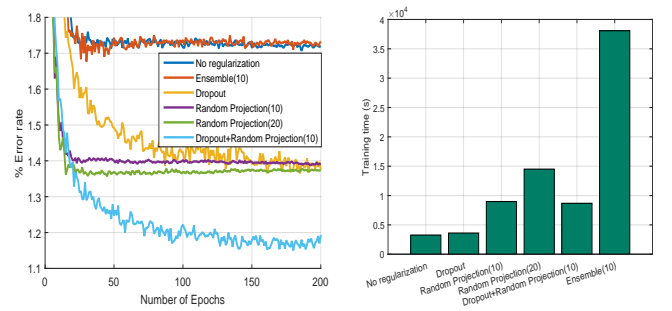 1.8
1.7
1.6
1.5
1.4
1.3
1.2
1.1
0
50
100
150
200
% Error rate
Number of Epochs
No regularization
Ensemble(10)
Dropout
Random Projection(10)
Random Projection(20)
Dropout+Random Projection(10)
×10⁴
4
3.5
3
2.5
2
1.5
1
0.5
0
Training time (s)
No regularization
Dropout
Random Projection(10)
Random Projection(20)
Dropout+Random Projection(10)
Ensemble(10)